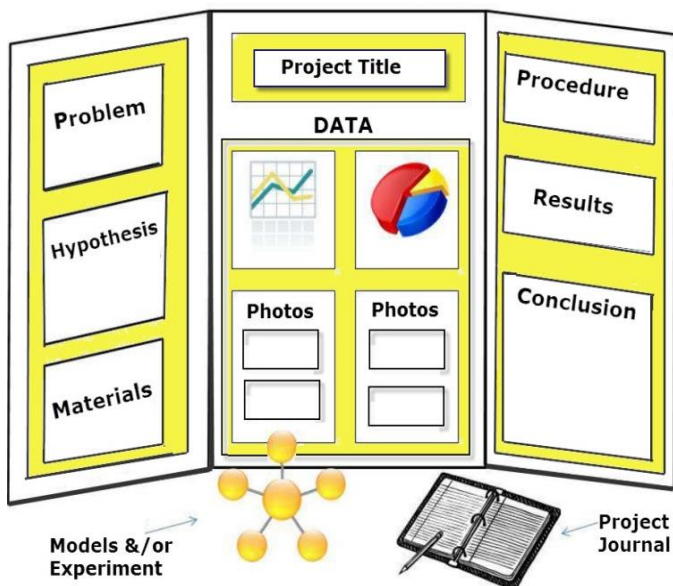 Problem
Hypothesis
Materials
Project Title
DATA
Photos
Photos
Procedure
Results
Conclusion
Models &/or
Experiment
Project
Journal